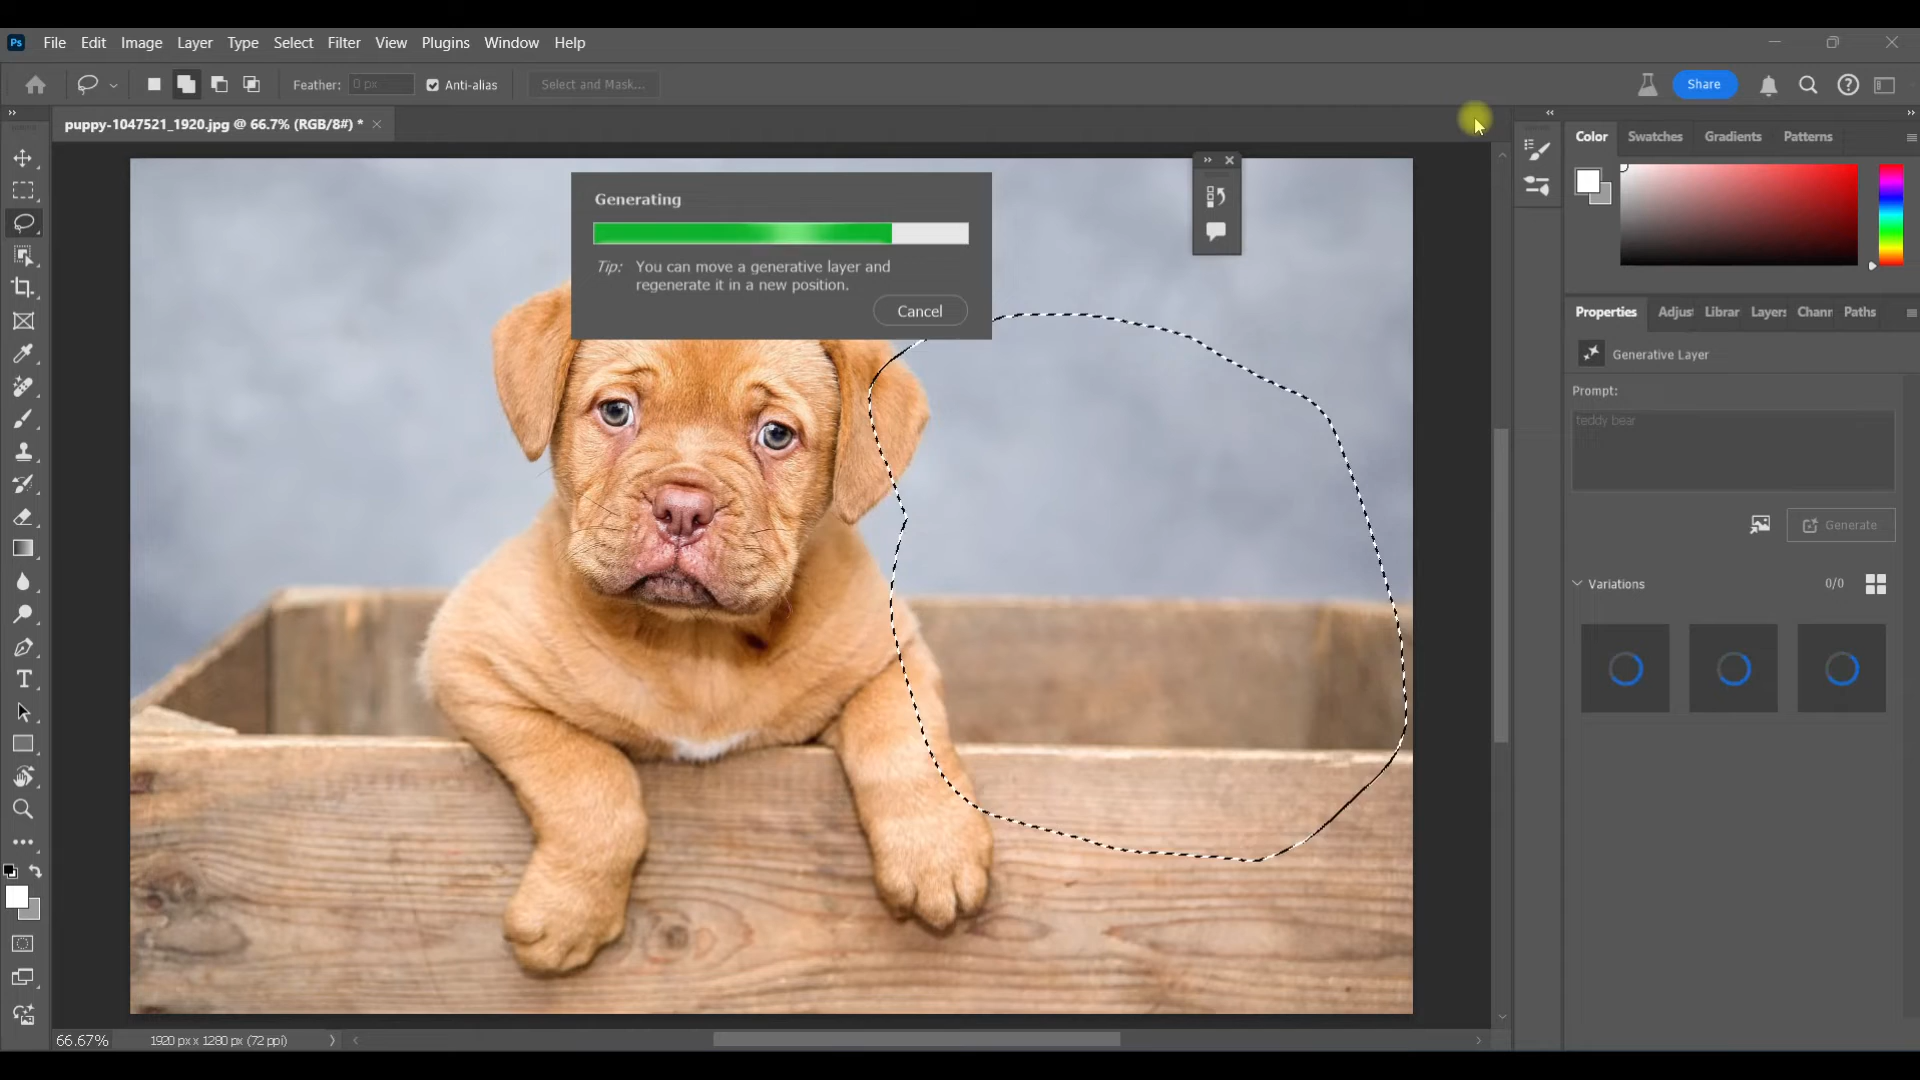 Ps File Edit Image Layer Type Select Filter View Plugins Window Help
Feather: 0 px Anti-alias Select and Mask... Share
puppy-1047521_1920.jpg @ 66.7% (RGB/8#) *
Color Swatches Gradients Patterns
Generating
Tip: You can move a generative layer and
regenerate it in a new position.
Cancel
Properties Adjus Librar Layers Chann Paths
Generative Layer
Prompt:
teddy bear
Generate
Variations 0/0
66.67% 1920 px x 1280 px (72 ppi)